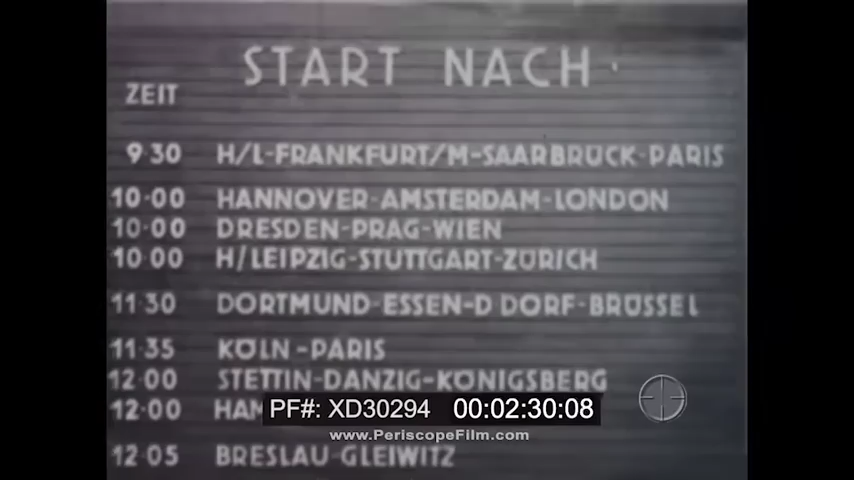 START NACH
ZEIT
9·30 H/L-FRANKFURT/M-SAARBRÜCK-PARIS
10·00 HANNOVER-AMSTERDAM-LONDON
10·00 DRESDEN-PRAG-WIEN
10·00 H/LEIPZIG-STUTTGART-ZÜRICH
11·30 DORTMUND-ESSEN-D DORF-BRÜSSEL
11·35 KÖLN-PARIS
12·00 STETTIN-DANZIG-KÖNIGSBERG
12·00
PF#: XD30294 00:02:30:08
www.PeriscopeFilm.com
12·05 BRESLAU-GLEIWITZ